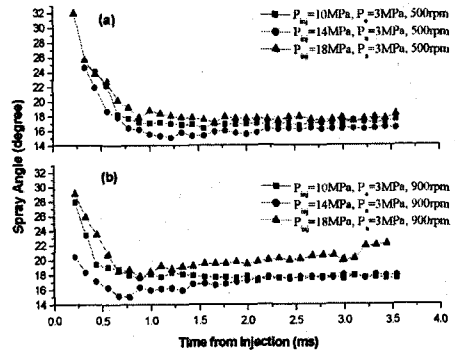 (a)
P_inj=10MPa, P_a=3MPa, 500rpm
P_inj=14MPa, P_a=3MPa, 500rpm
P_inj=18MPa, P_a=3MPa, 500rpm
34
32
30
28
26
24
22
20
18
16
14
Spray Angle (degree)
(b)
P_inj=10MPa, P_a=3MPa, 900rpm
P_inj=14MPa, P_a=3MPa, 900rpm
P_inj=18MPa, P_a=3MPa, 900rpm
32
30
28
26
24
22
20
18
16
14
0.0 0.5 1.0 1.5 2.0 2.5 3.0 3.5 4.0
Time from Injection (ms)